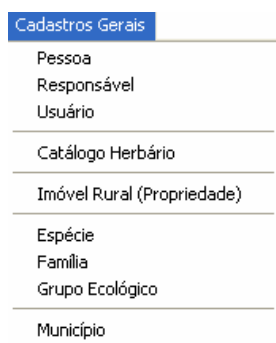 Cadastros Gerais
Pessoa
Responsável
Usuário
Catálogo Herbário
Imóvel Rural (Propriedade)
Espécie
Família
Grupo Ecológico
Município